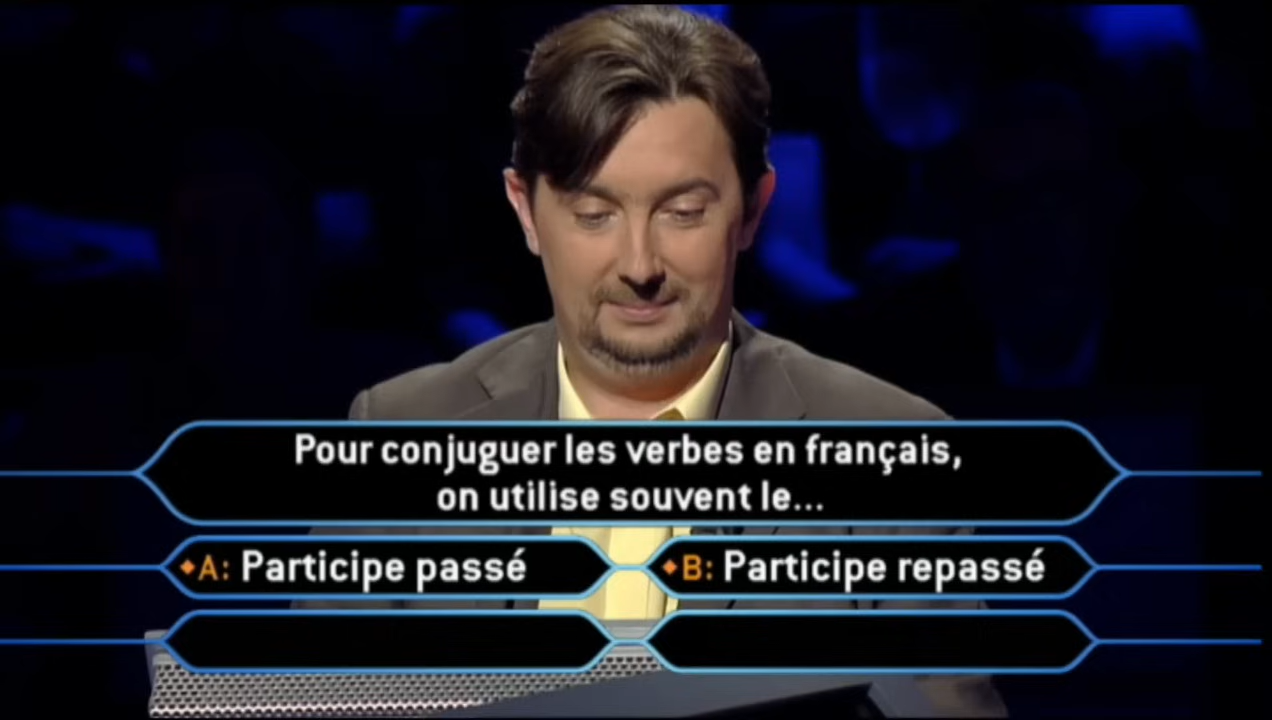 Pour conjuguer les verbes en français,
on utilise souvent le...
A: Participe passé
B: Participe repassé